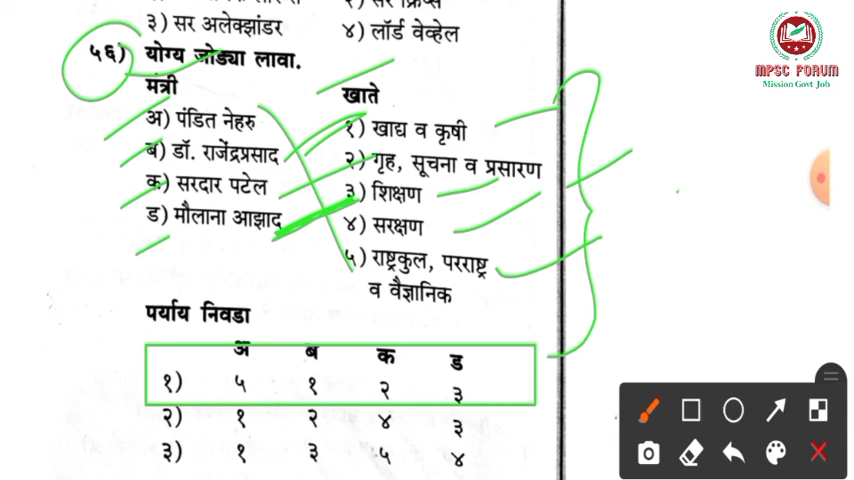 ३) सर अलेक्झांडर
४) लॉर्ड वेव्हेल
५६) योग्य जोड्या लावा.
मंत्री
खाते
अ) पंडित नेहरु
ब) डॉ. राजेंद्रप्रसाद
क) सरदार पटेल
ड) मौलाना आझाद
१) खाद्य व कृषी
२) गृह, सूचना व प्रसारण
३) शिक्षण
४) सरक्षण
५) राष्ट्रकुल, परराष्ट्र
व वैज्ञानिक
पर्याय निवडा
अ ब क ड
१) ५ १ २ ३
२) १ २ ४ ३
३) १ ३ ५ ४
MPSC FORUM
Mission Govt Job